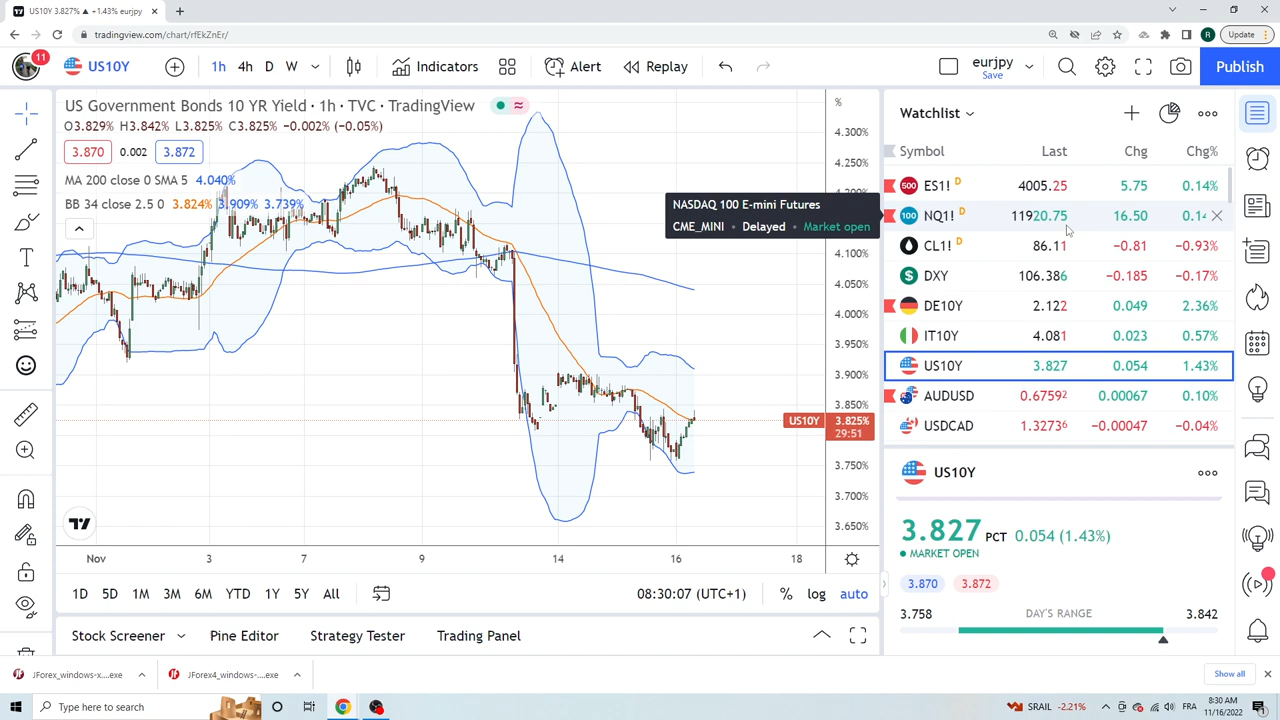 US10Y 3.827% ▲ +1.43% eurjpy
tradingview.com/chart/rfEkZnEr/
R
Update
11
US10Y
1h 4h D W
Indicators
Alert
Replay
eurjpy
Save
Publish
US Government Bonds 10 YR Yield · 1h · TVC · TradingView
O3.829% H3.842% L3.825% C3.825% −0.002 (−0.05%)
3.870 0.002 3.872
MA 200 close 0 SMA 5 4.040%
BB 34 close 2.5 0 3.824% 3.909% 3.739%
%
4.300%
4.250%
4.200%
4.100%
4.050%
4.000%
3.950%
3.900%
3.850%
US10Y 3.825%
29:51
3.750%
3.700%
3.650%
Nov 3 7 9 14 16 18
NASDAQ 100 E-mini Futures
CME_MINI • Delayed • Market open
1D 5D 1M 3M 6M YTD 1Y 5Y All
08:30:07 (UTC+1)
% log auto
Stock Screener
Pine Editor
Strategy Tester
Trading Panel
Watchlist
Symbol Last Chg Chg%
500 ES1! D 4005.25 5.75 0.14%
100 NQ1! D 11920.75 16.50 0.14
CL1! D 86.11 −0.81 −0.93%
$ DXY 106.386 −0.185 −0.17%
DE10Y 2.122 0.049 2.36%
IT10Y 4.081 0.023 0.57%
US10Y 3.827 0.054 1.43%
AUDUSD 0.67592 0.00067 0.10%
USDCAD 1.32736 −0.00047 −0.04%
US10Y
3.827 PCT 0.054 (1.43%)
MARKET OPEN
3.870 3.872
3.758 DAY'S RANGE 3.842
JForex_windows-x....exe
JForex4_windows-....exe
Show all
Type here to search
SRAIL -2.21%
FRA
8:30 AM
11/16/2022
1